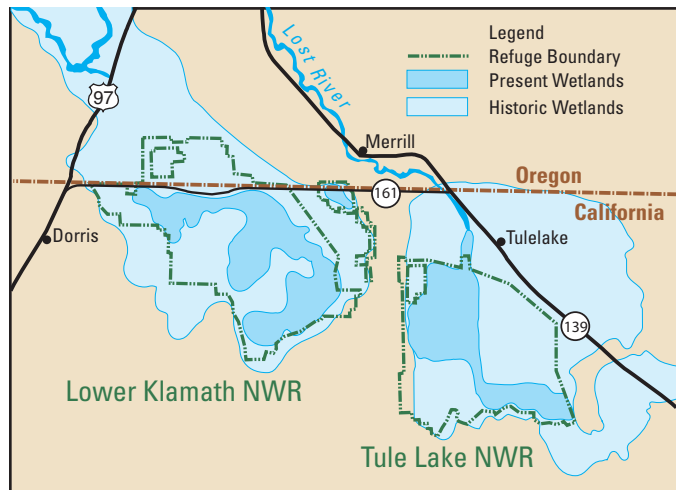 Legend
Refuge Boundary
Present Wetlands
Historic Wetlands
Lost River
97
Merrill
161
Oregon
California
Dorris
Tulelake
139
Lower Klamath NWR
Tule Lake NWR